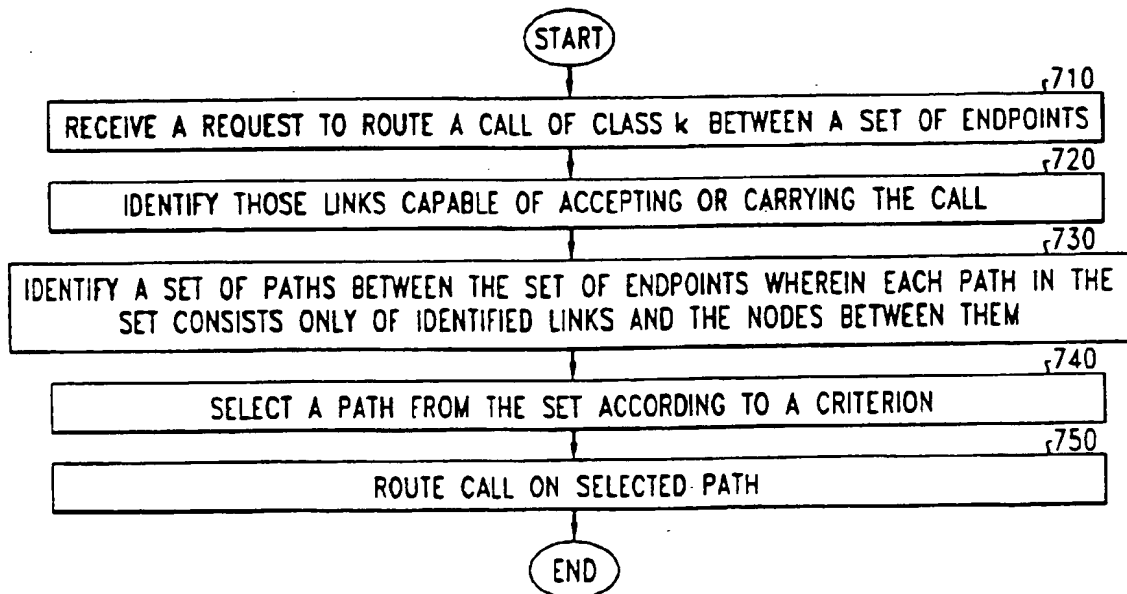 START
710
RECEIVE A REQUEST TO ROUTE A CALL OF CLASS k BETWEEN A SET OF ENDPOINTS
720
IDENTIFY THOSE LINKS CAPABLE OF ACCEPTING OR CARRYING THE CALL
730
IDENTIFY A SET OF PATHS BETWEEN THE SET OF ENDPOINTS WHEREIN EACH PATH IN THE
SET CONSISTS ONLY OF IDENTIFIED LINKS AND THE NODES BETWEEN THEM
740
SELECT A PATH FROM THE SET ACCORDING TO A CRITERION
750
ROUTE CALL ON SELECTED PATH
END